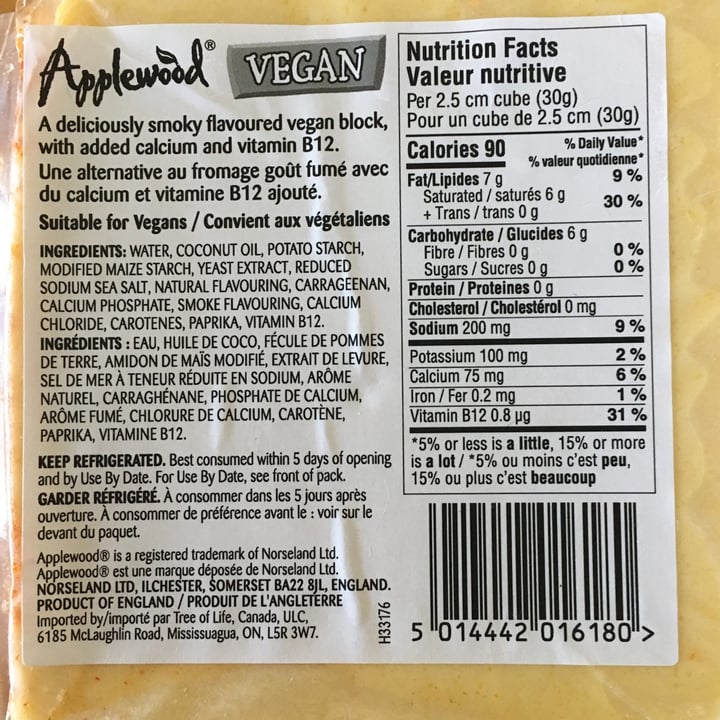 Applewood®
VEGAN
A deliciously smoky flavoured vegan block,
with added calcium and vitamin B12.
Une alternative au fromage goût fumé avec
du calcium et vitamine B12 ajouté.
Suitable for Vegans / Convient aux végétaliens
INGREDIENTS: WATER, COCONUT OIL, POTATO STARCH,
MODIFIED MAIZE STARCH, YEAST EXTRACT, REDUCED
SODIUM SEA SALT, NATURAL FLAVOURING, CARRAGEENAN,
CALCIUM PHOSPHATE, SMOKE FLAVOURING, CALCIUM
CHLORIDE, CAROTENES, PAPRIKA, VITAMIN B12.
INGRÉDIENTS : EAU, HUILE DE COCO, FÉCULE DE POMMES
DE TERRE, AMIDON DE MAÏS MODIFIÉ, EXTRAIT DE LEVURE,
SEL DE MER À TENEUR RÉDUITE EN SODIUM, ARÔME
NATUREL, CARRAGHÉNANE, PHOSPHATE DE CALCIUM,
ARÔME FUMÉ, CHLORURE DE CALCIUM, CAROTÈNE,
PAPRIKA, VITAMINE B12.
KEEP REFRIGERATED. Best consumed within 5 days of opening
and by Use By Date. For Use By Date, see front of pack.
GARDER RÉFRIGÉRÉ. À consommer dans les 5 jours après
ouverture. À consommer de préférence avant le : voir sur le
devant du paquet.
Applewood® is a registered trademark of Norseland Ltd.
Applewood® est une marque déposée de Norseland Ltd.
NORSELAND LTD, ILCHESTER, SOMERSET BA22 8JL, ENGLAND.
PRODUCT OF ENGLAND / PRODUIT DE L'ANGLETERRE
Imported by/importé par Tree of Life, Canada, ULC,
6185 McLaughlin Road, Mississuagua, ON, L5R 3W7.
H33176
Nutrition Facts
Valeur nutritive
Per 2.5 cm cube (30g)
Pour un cube de 2.5 cm (30g)
Calories 90 % Daily Value*
% valeur quotidienne*
Fat/Lipides 7 g 9 %
Saturated / saturés 6 g
+ Trans / trans 0 g 30 %
Carbohydrate / Glucides 6 g
Fibre / Fibres 0 g 0 %
Sugars / Sucres 0 g 0 %
Protein / Proteines 0 g
Cholesterol / Cholestérol 0 mg
Sodium 200 mg 9 %
Potassium 100 mg 2 %
Calcium 75 mg 6 %
Iron / Fer 0.2 mg 1 %
Vitamin B12 0.8 µg 31 %
*5% or less is a little, 15% or more
is a lot / *5% ou moins c'est peu,
15% ou plus c'est beaucoup
5 014442 016180 >